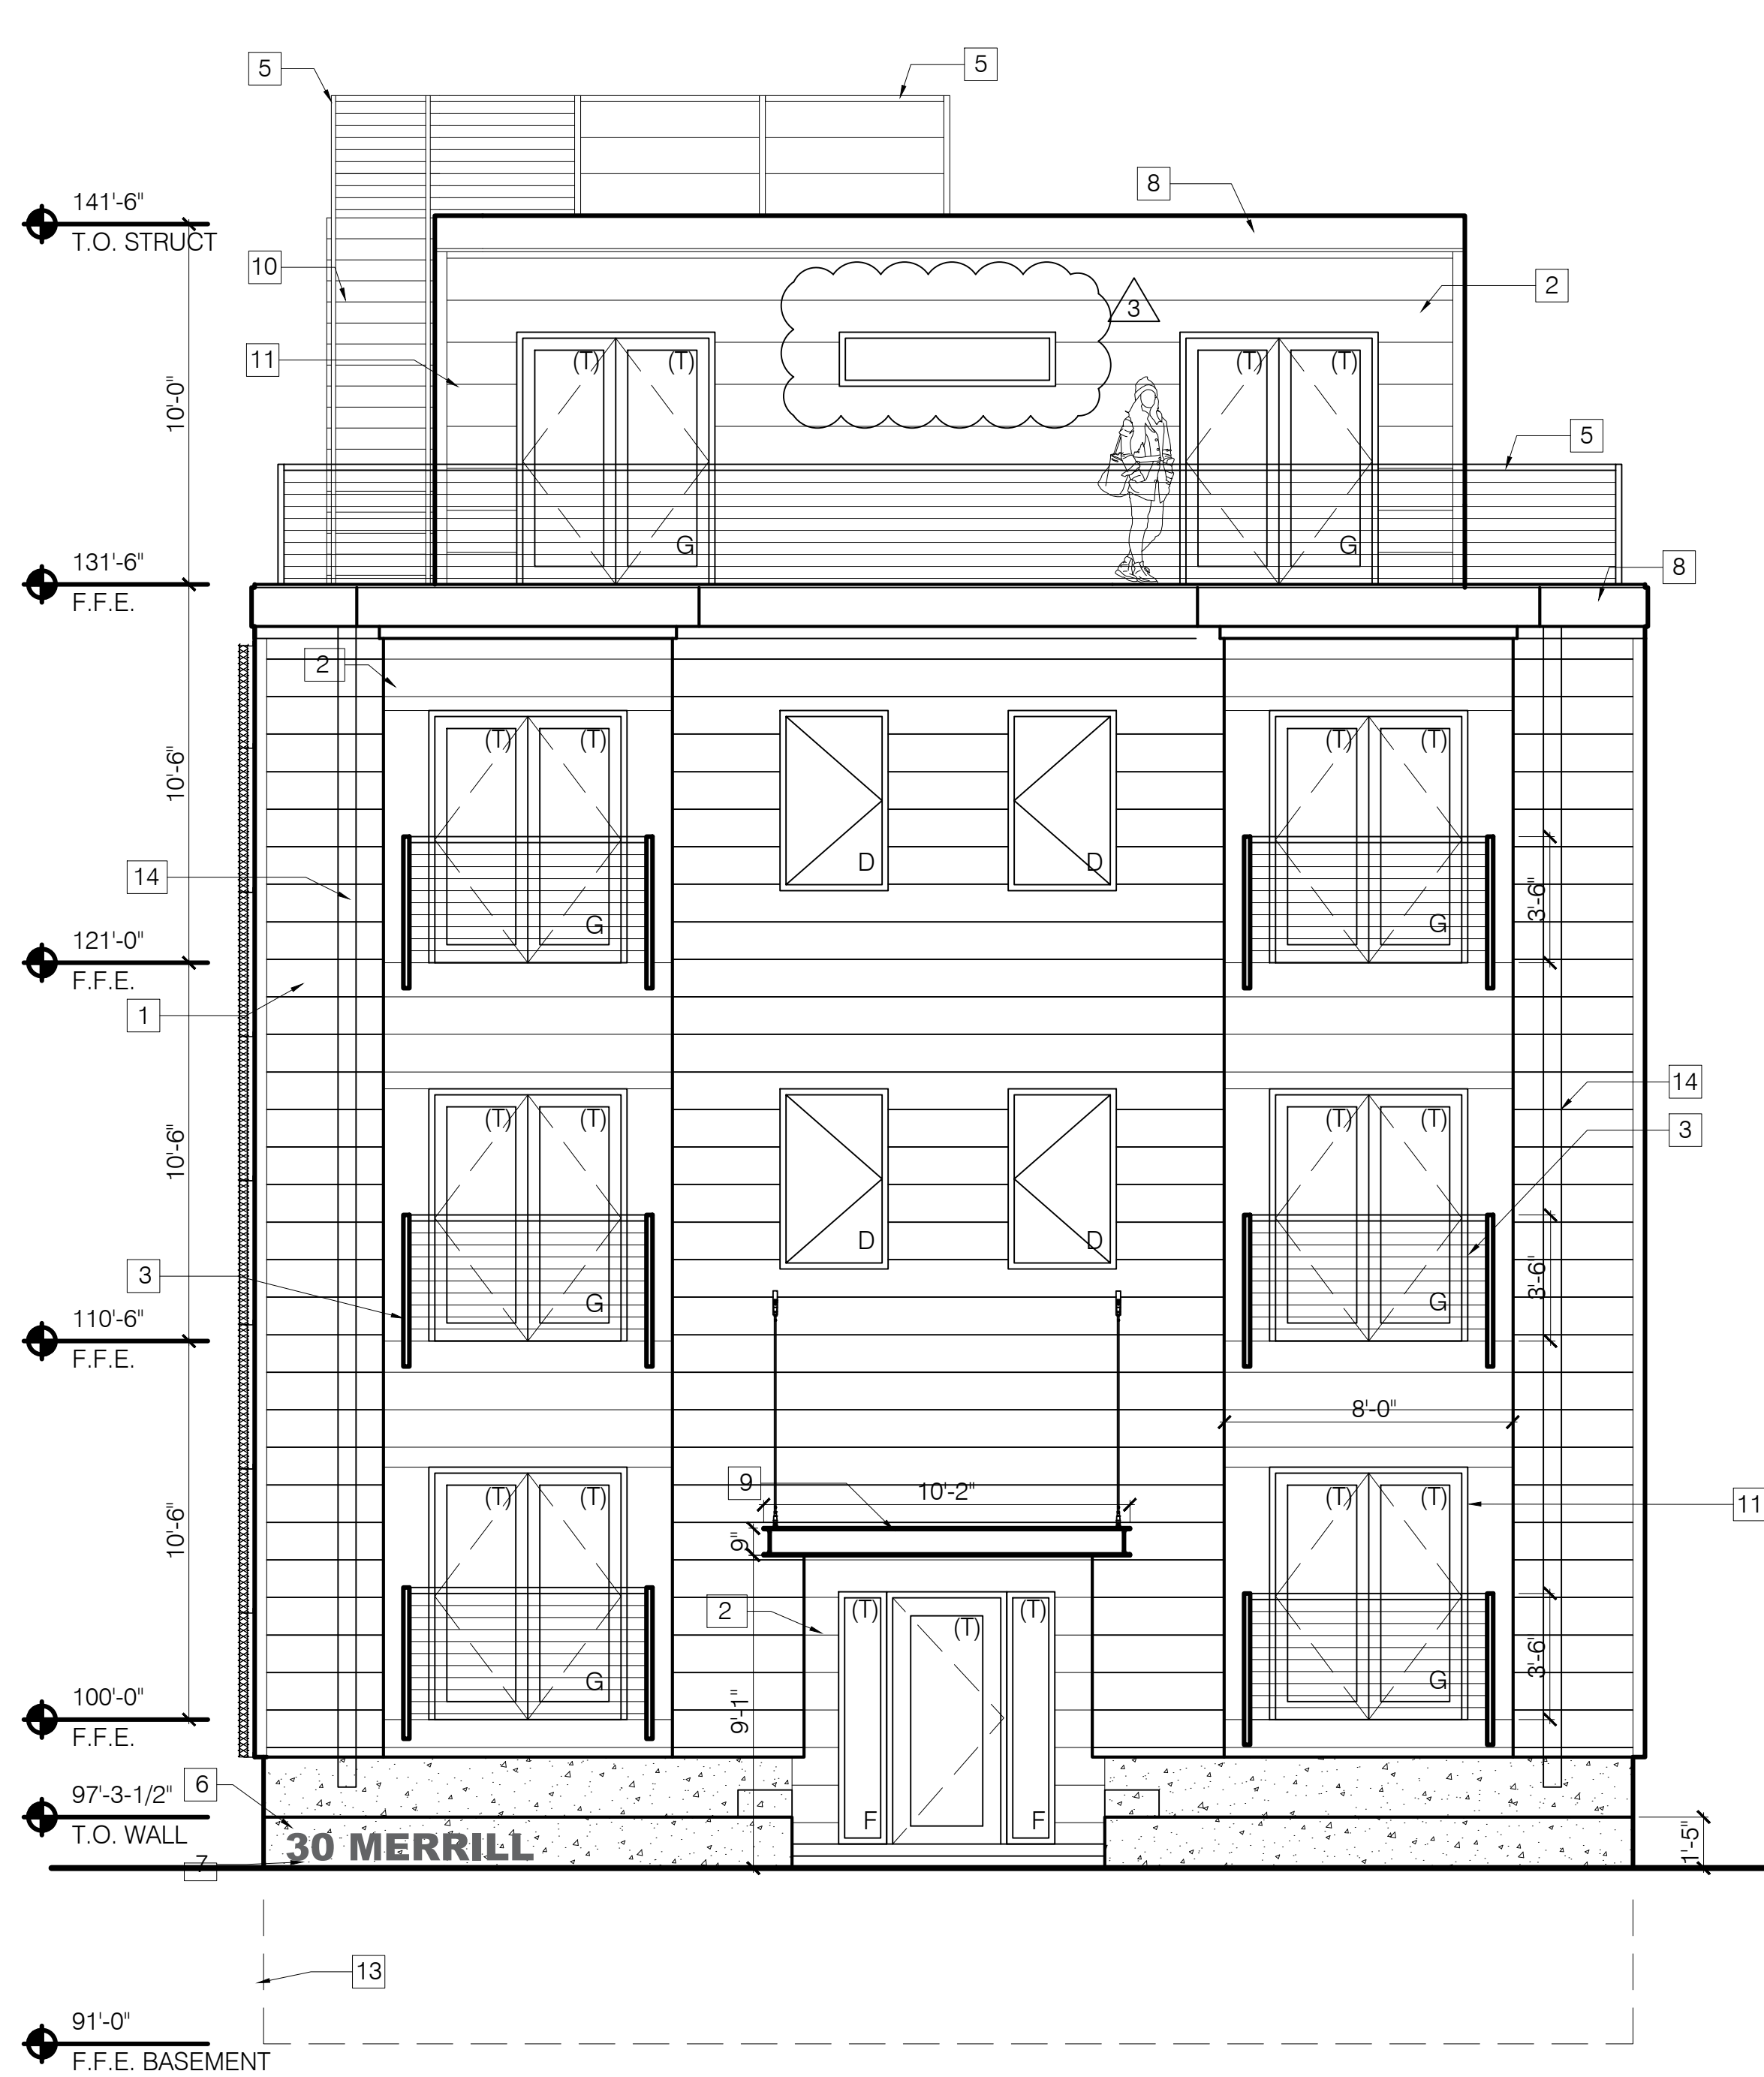 5
5
8
141'-6"
T.O. STRUCT
10
2
3
11
(T) (T) (T) (T)
10'-0"
5
G G
131'-6"
F.F.E.
8
2
(T) (T) (T) (T)
10'-6"
D D
14
3'-6"
G G
121'-0"
F.F.E.
1
14
(T) (T) (T) (T)
3
10'-6"
D D
3
3'-6"
G G
110'-6"
F.F.E.
8'-0"
9
10'-2"
(T) (T) (T) (T)
11
10'-6"
9"
2
(T) (T) (T)
3'-6"
G G
100'-0"
F.F.E.
9'-1"
6
97'-3-1/2"
T.O. WALL
F F
30 MERRILL
1'-5"
7
13
91'-0"
F.F.E. BASEMENT